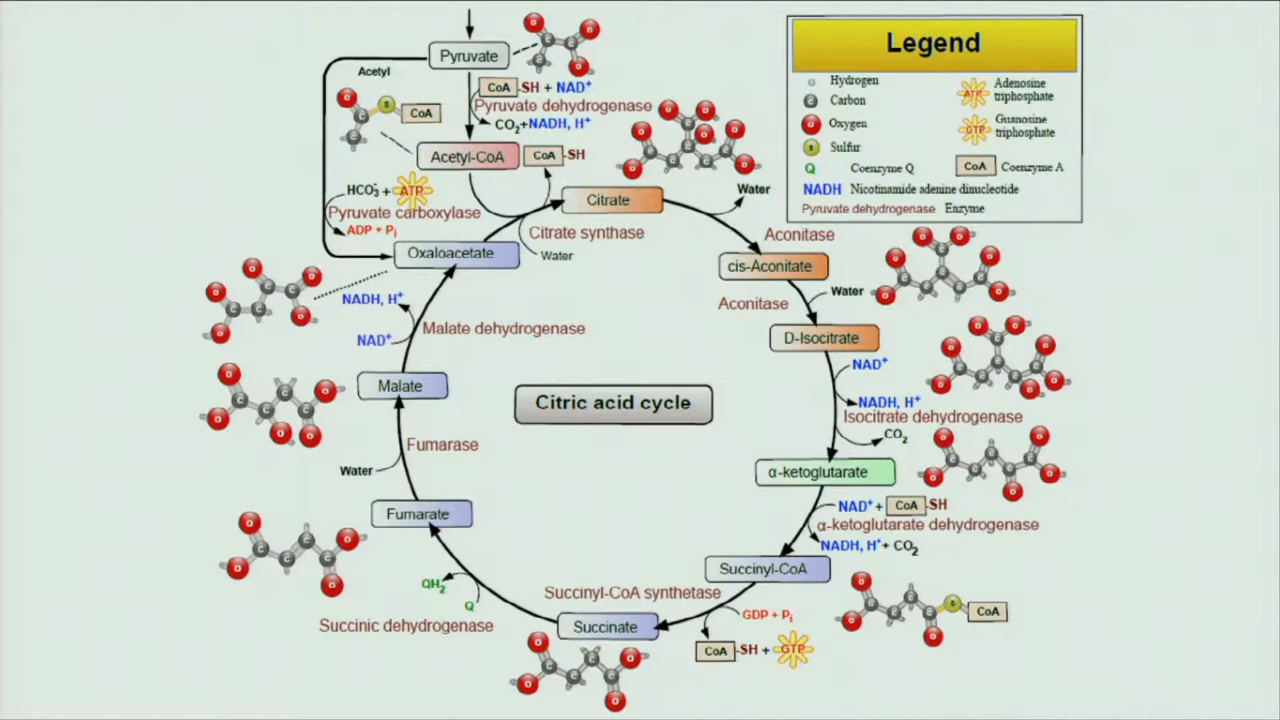 Pyruvate
Acetyl
CoA-SH + NAD+
Pyruvate dehydrogenase
CO2+NADH, H+
S CoA
Acetyl-CoA
CoA-SH
HCO3- + ATP
Pyruvate carboxylase
ADP + Pi
Oxaloacetate
Citrate
Citrate synthase
Water
Water
Aconitase
cis-Aconitate
Water
Aconitase
D-Isocitrate
NAD+
NADH, H+
Isocitrate dehydrogenase
CO2
α-ketoglutarate
NAD+ + CoA-SH
α-ketoglutarate dehydrogenase
NADH, H+ + CO2
Succinyl-CoA
S CoA
Succinyl-CoA synthetase
GDP + Pi
CoA-SH + GTP
Succinate
QH2
Q
Succinic dehydrogenase
Fumarate
Water
Fumarase
Malate
NADH, H+
NAD+
Malate dehydrogenase
Citric acid cycle
Legend
Hydrogen
C Carbon
O Oxygen
S Sulfur
Q Coenzyme Q
ATP Adenosine
triphosphate
GTP Guanosine
triphosphate
CoA Coenzyme A
NADH Nicotinamide adenine dinucleotide
Pyruvate dehydrogenase Enzyme